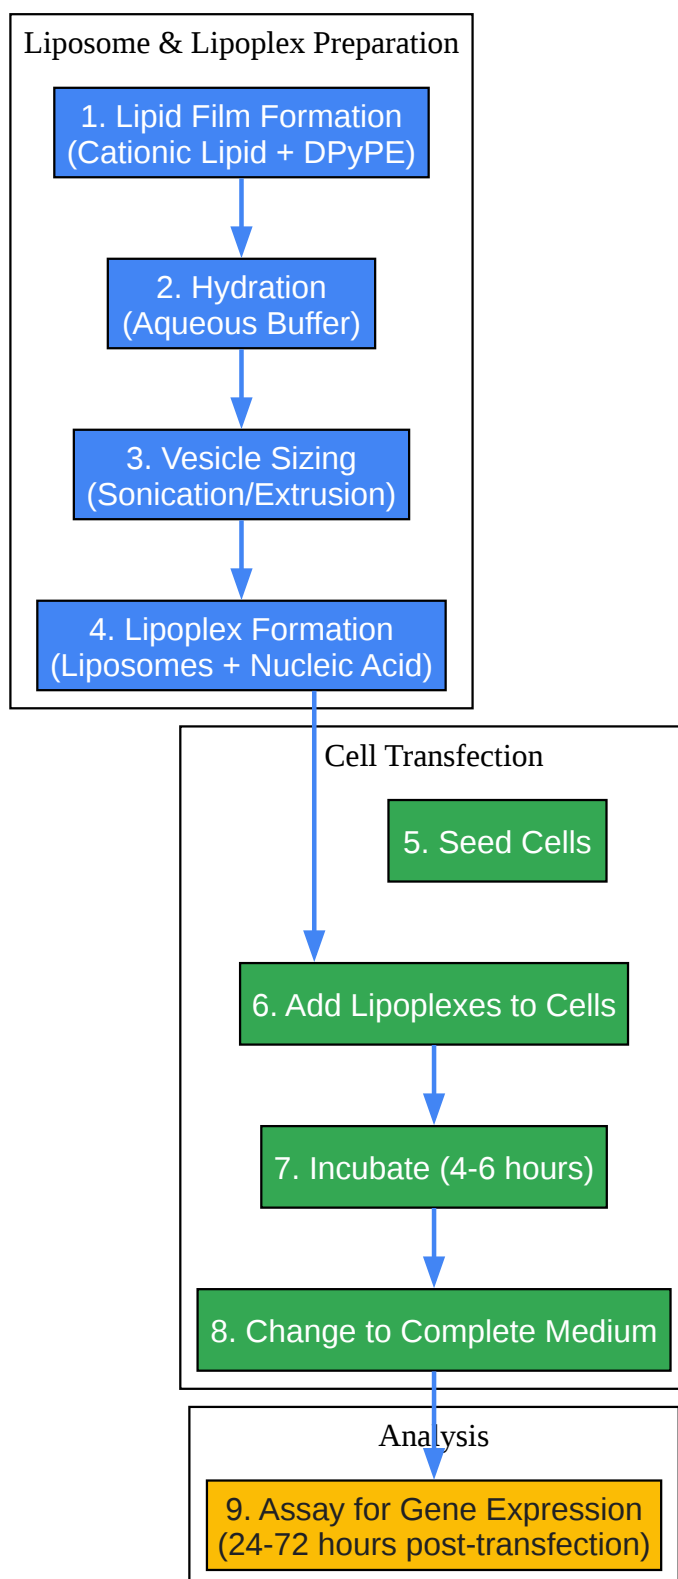 Liposome & Lipoplex Preparation
1. Lipid Film Formation
(Cationic Lipid + DPyPE)
2. Hydration
(Aqueous Buffer)
3. Vesicle Sizing
(Sonication/Extrusion)
4. Lipoplex Formation
(Liposomes + Nucleic Acid)
Cell Transfection
5. Seed Cells
6. Add Lipoplexes to Cells
7. Incubate (4-6 hours)
8. Change to Complete Medium
Analysis
9. Assay for Gene Expression
(24-72 hours post-transfection)